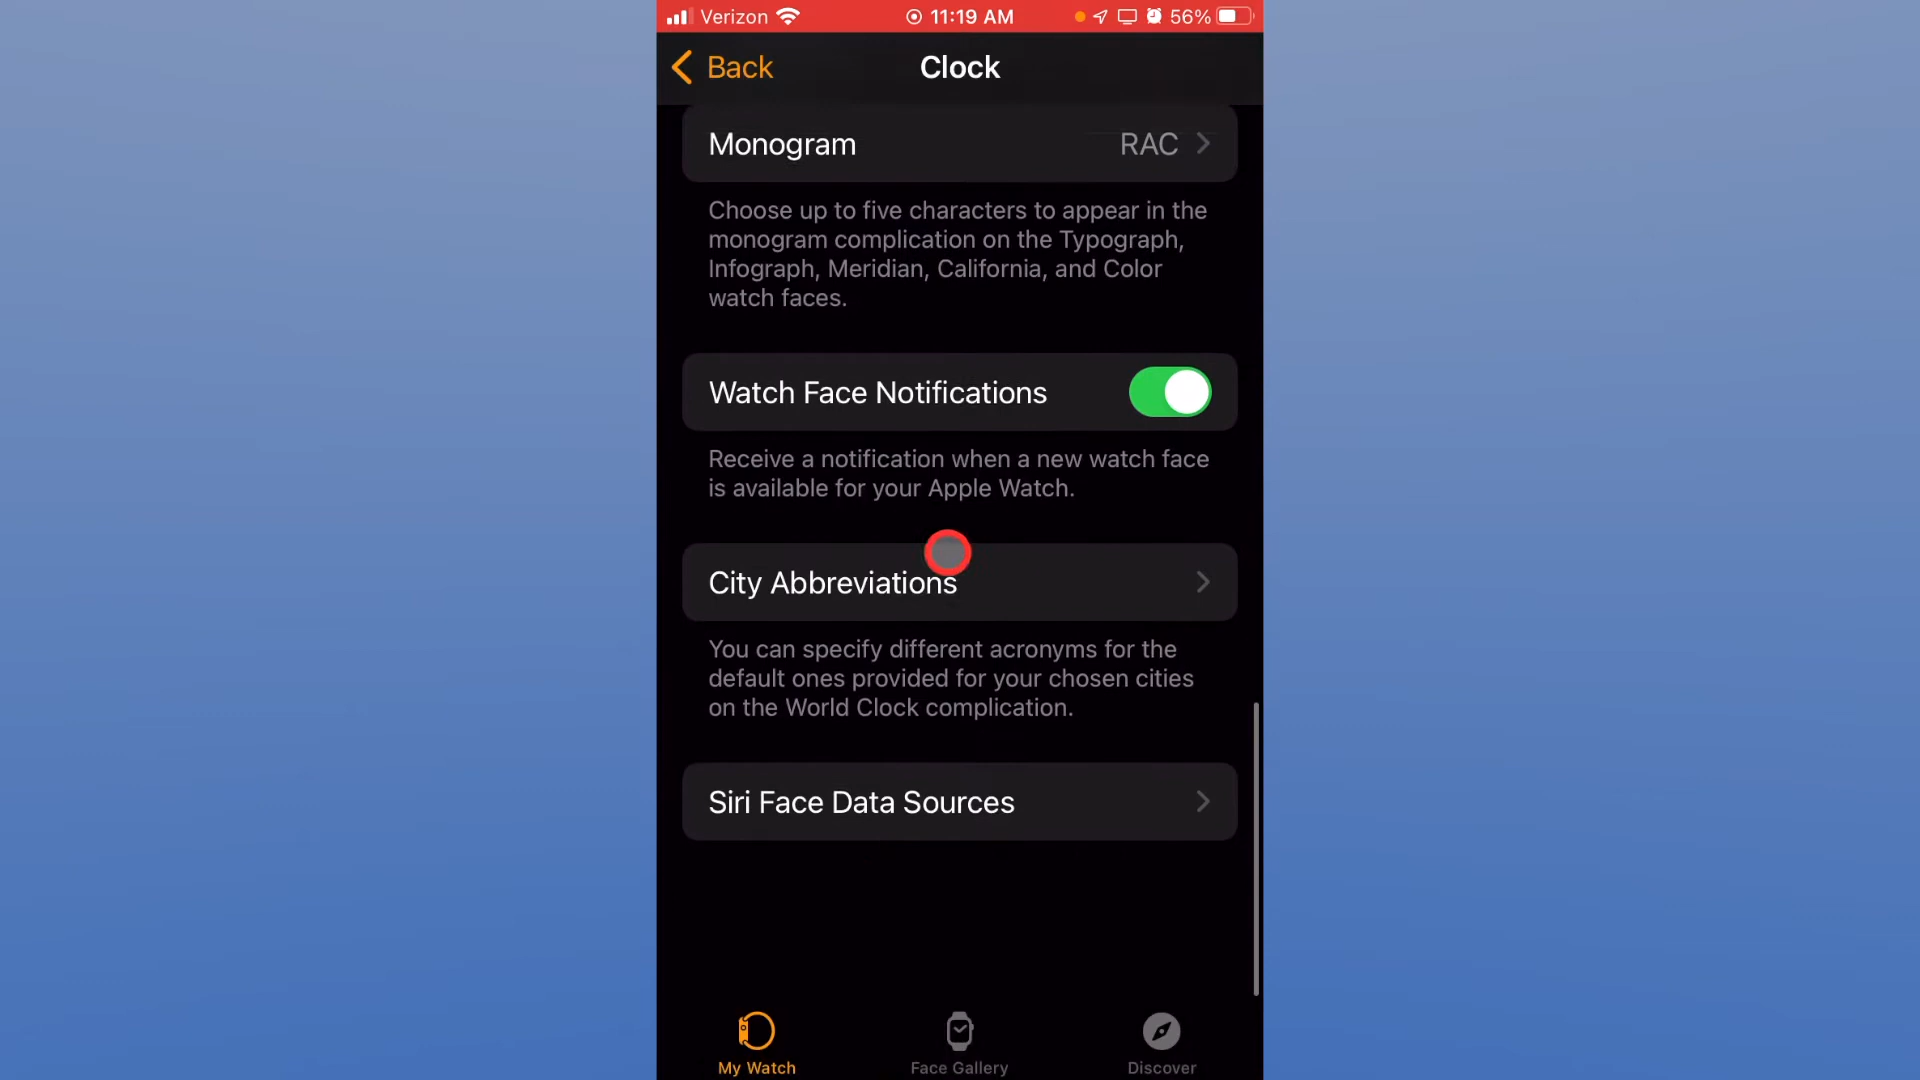 Verizon 11:19 AM 56%
Back Clock
Monogram RAC
Choose up to five characters to appear in the
monogram complication on the Typograph,
Infograph, Meridian, California, and Color
watch faces.
Watch Face Notifications
Receive a notification when a new watch face
is available for your Apple Watch.
City Abbreviations
You can specify different acronyms for the
default ones provided for your chosen cities
on the World Clock complication.
Siri Face Data Sources
My Watch Face Gallery Discover